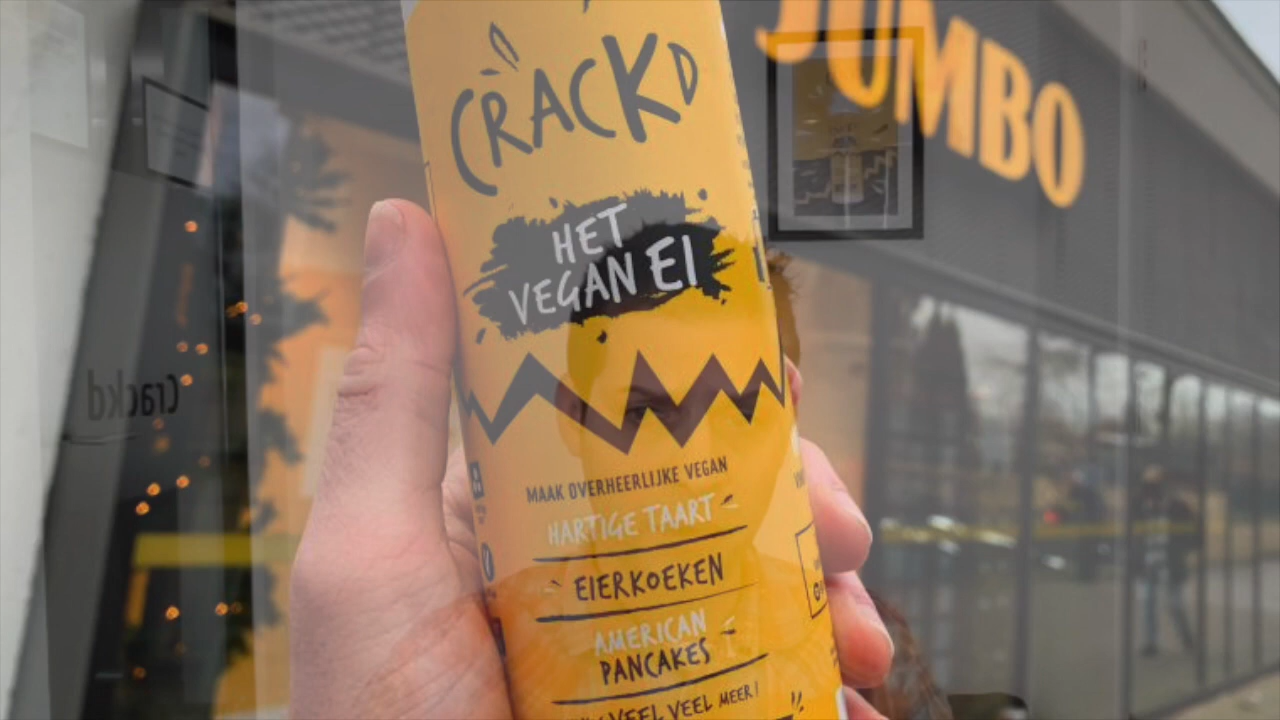 CRACKD
JUMBO
HET
VEGAN EI
Crackd
MAAK OVERHEERLIJKE VEGAN
HARTIGE TAART
EIERKOEKEN
AMERICAN
PANCAKES
VEEL VEEL MEER!